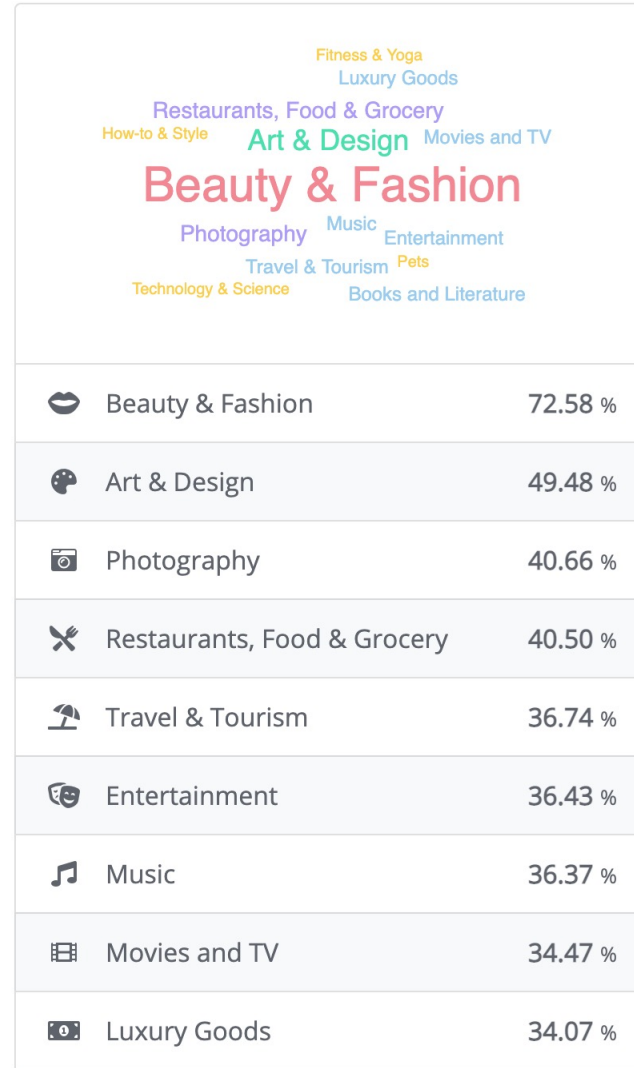 Fitness & Yoga
Luxury Goods
Restaurants, Food & Grocery
How-to & Style Art & Design Movies and TV
Beauty & Fashion
Photography Music Entertainment
Travel & Tourism Pets
Technology & Science Books and Literature
Beauty & Fashion 72.58 %
Art & Design 49.48 %
Photography 40.66 %
Restaurants, Food & Grocery 40.50 %
Travel & Tourism 36.74 %
Entertainment 36.43 %
Music 36.37 %
Movies and TV 34.47 %
Luxury Goods 34.07 %